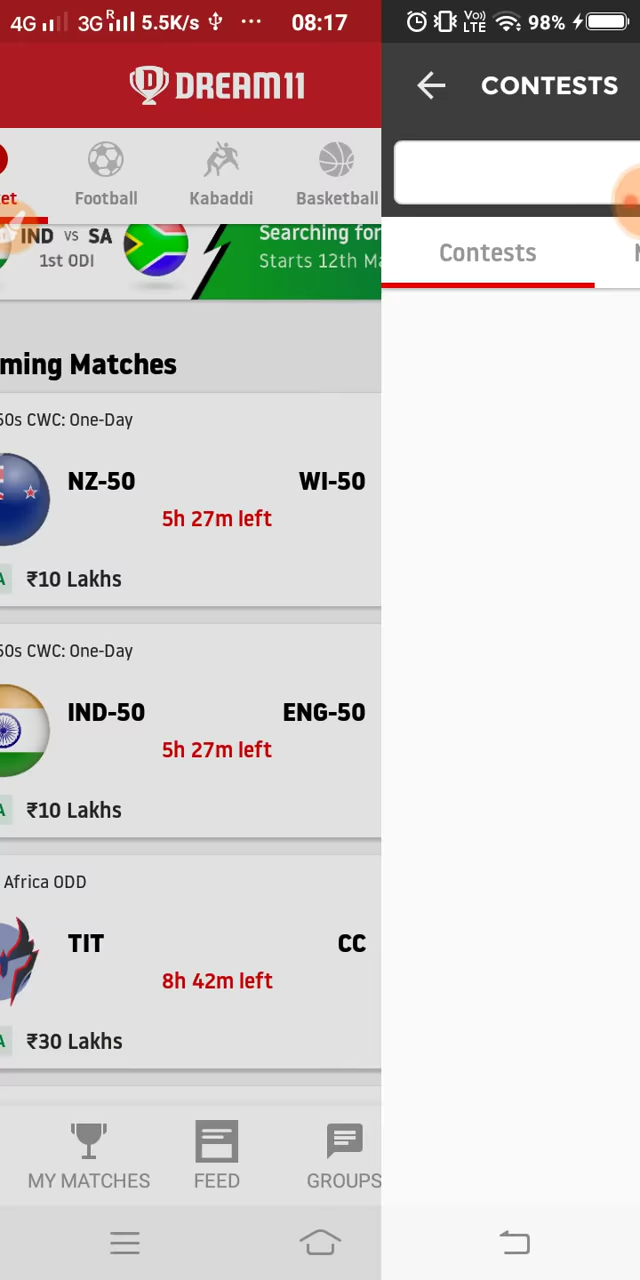 4G 3G R 5.5K/s ... 08:17 Vo) LTE 98%
DREAM11
CONTESTS
et Football Kabaddi Basketball
IND vs SA
1st ODI
Searching for
Starts 12th Ma
Contests
ming Matches
50s CWC: One-Day
NZ-50 WI-50
5h 27m left
A ₹10 Lakhs
50s CWC: One-Day
IND-50 ENG-50
5h 27m left
A ₹10 Lakhs
Africa ODD
TIT CC
8h 42m left
A ₹30 Lakhs
MY MATCHES FEED GROUPS